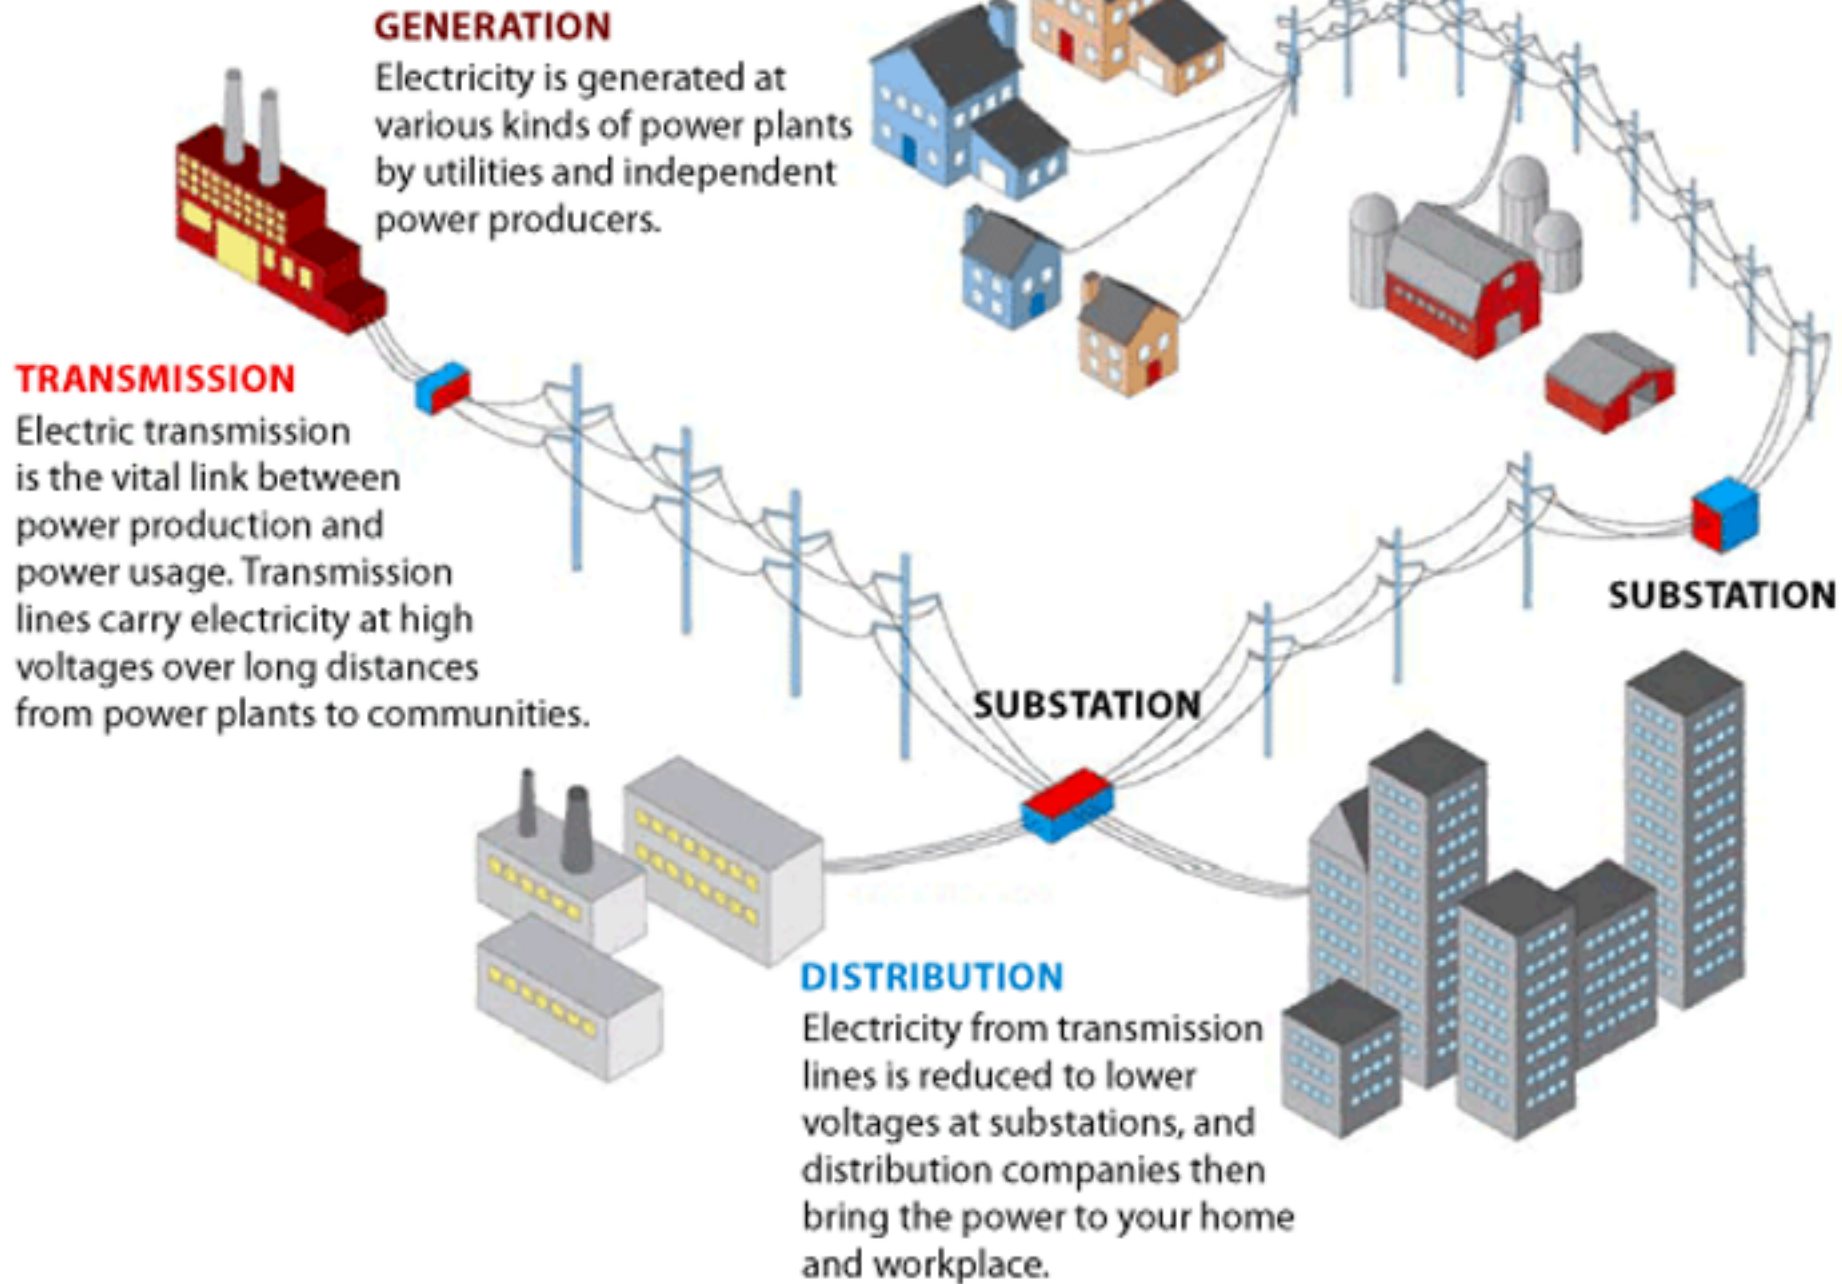 GENERATION
Electricity is generated at
various kinds of power plants
by utilities and independent
power producers.
TRANSMISSION
Electric transmission
is the vital link between
power production and
power usage. Transmission
lines carry electricity at high
voltages over long distances
from power plants to communities.
SUBSTATION
SUBSTATION
DISTRIBUTION
Electricity from transmission
lines is reduced to lower
voltages at substations, and
distribution companies then
bring the power to your home
and workplace.